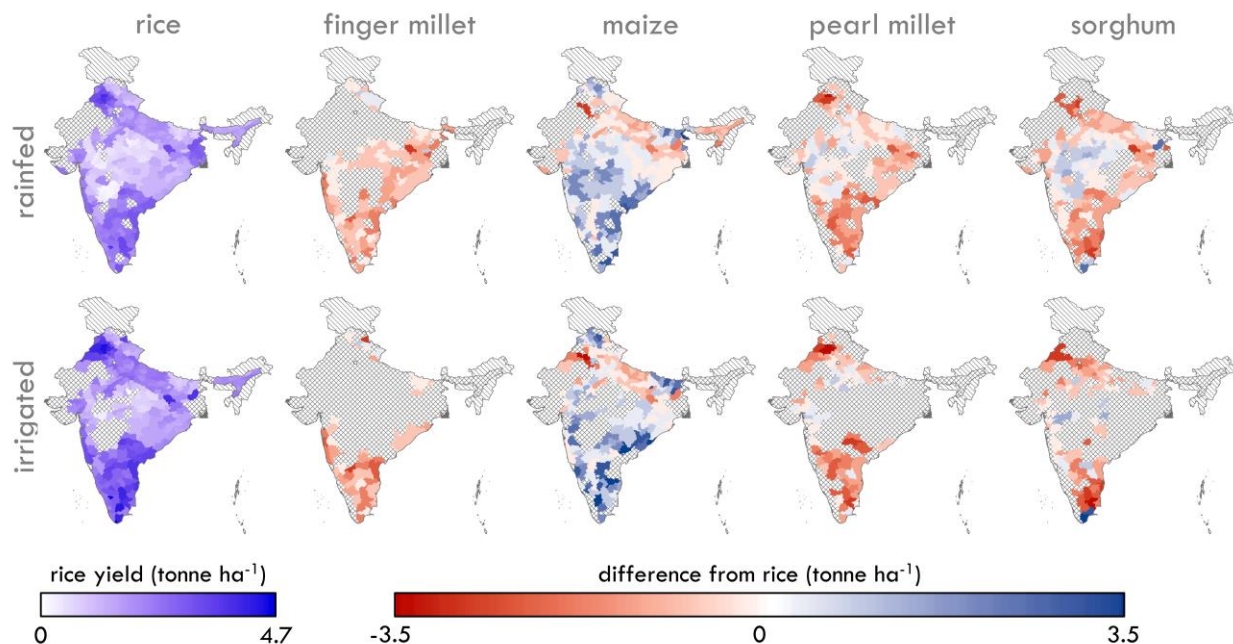 rice finger millet maize pearl millet sorghum
rainfed
irrigated
rice yield (tonne ha⁻¹) difference from rice (tonne ha⁻¹)
0 4.7 -3.5 0 3.5